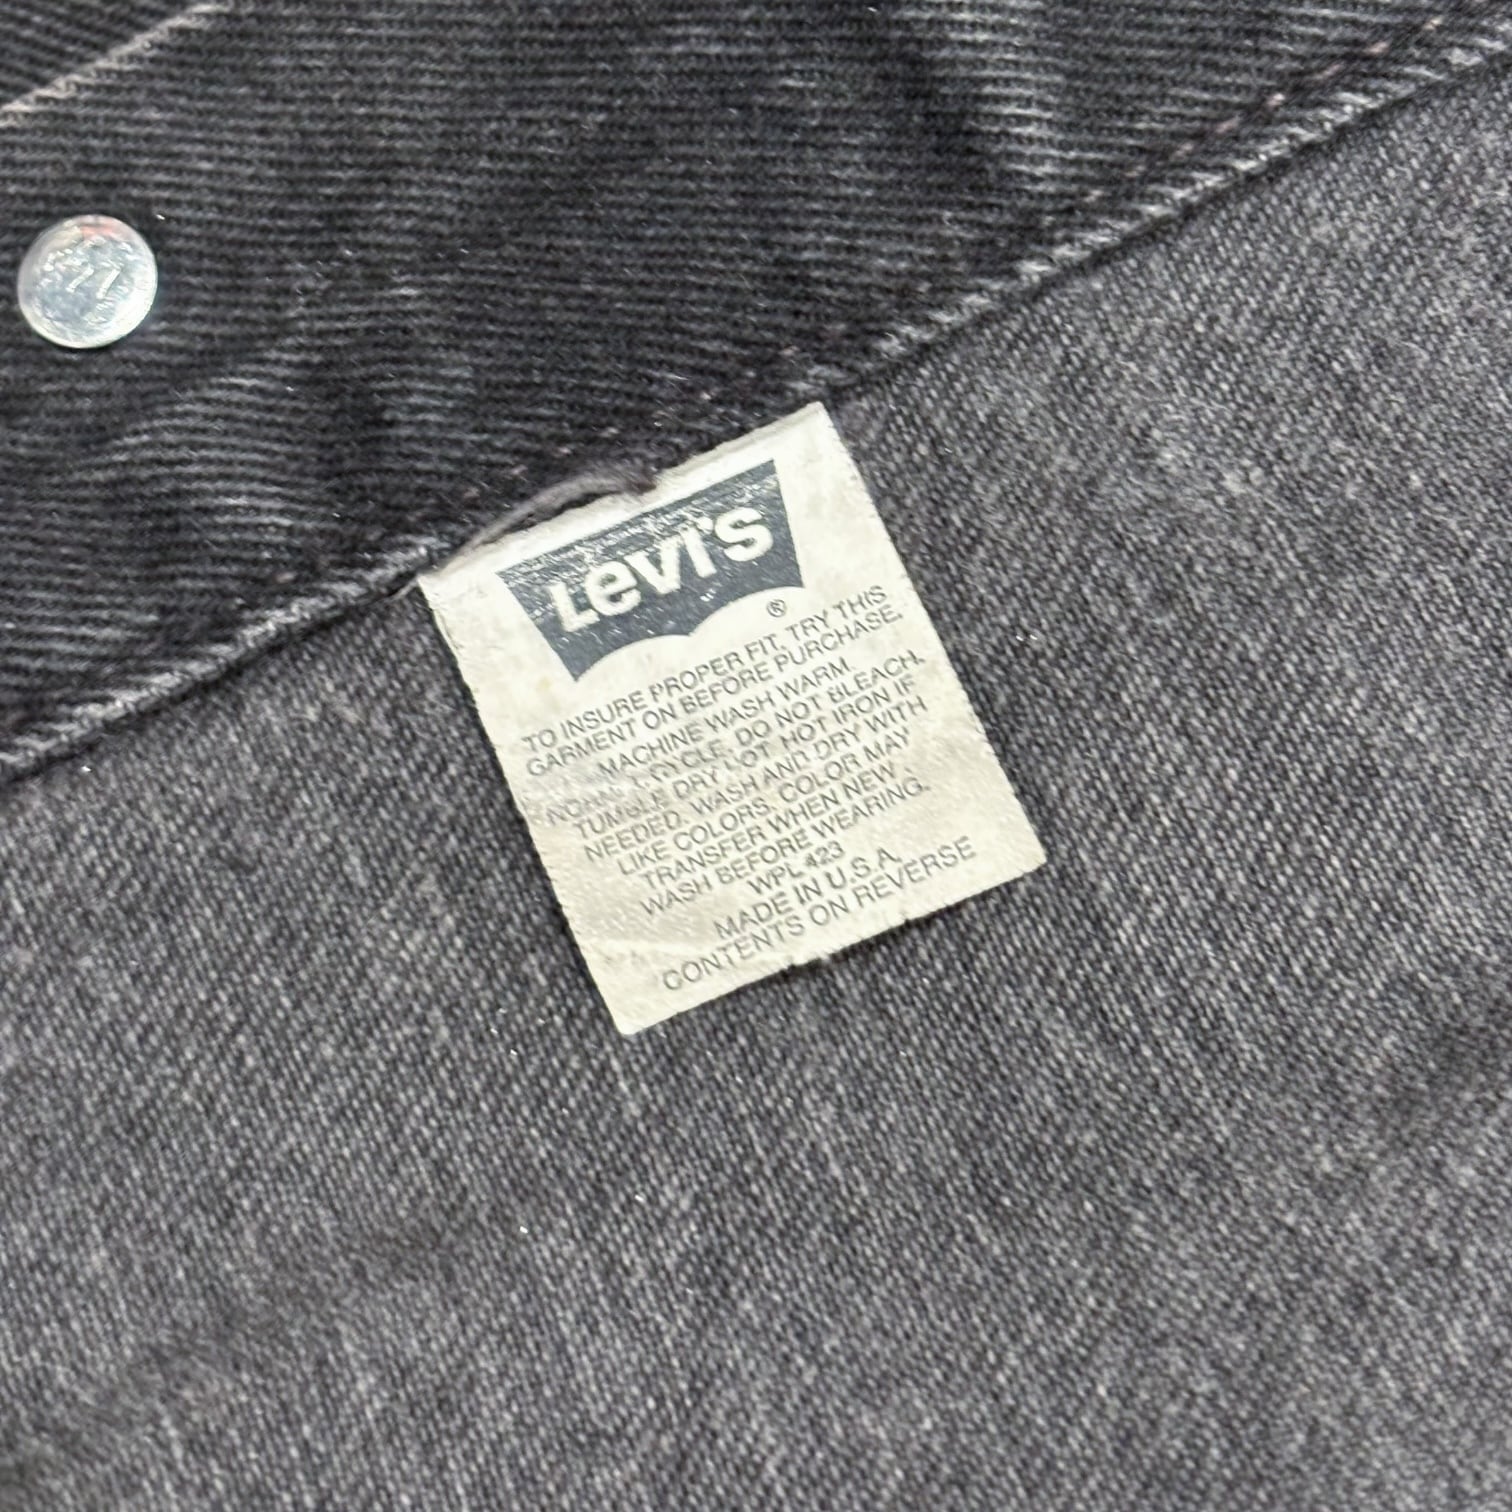 Levi's
®
TO INSURE PROPER FIT, TRY THIS
GARMENT ON BEFORE PURCHASE.
MACHINE WASH WARM.
NORMAL CYCLE. DO NOT BLEACH.
TUMBLE DRY LOT. HOT IRON IF
NEEDED. WASH AND DRY WITH
LIKE COLORS. COLOR MAY
TRANSFER WHEN NEW
WASH BEFORE WEARING.
WPL 423
MADE IN U.S.A.
CONTENTS ON REVERSE